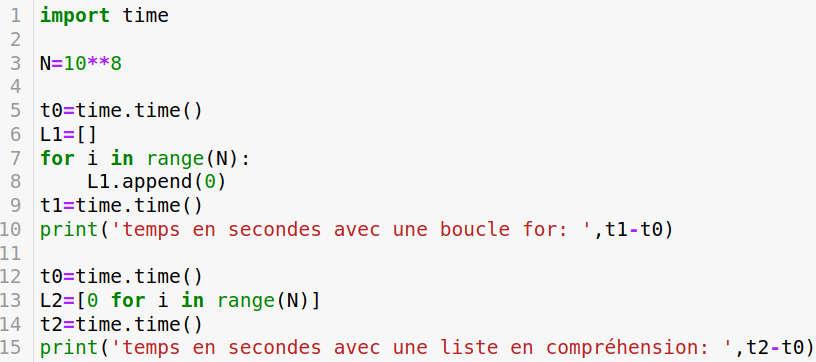 1 import time
2
3 N=10**8
4
5 t0=time.time()
6 L1=[]
7 for i in range(N):
8     L1.append(0)
9 t1=time.time()
10 print('temps en secondes avec une boucle for: ',t1-t0)
11
12 t0=time.time()
13 L2=[0 for i in range(N)]
14 t2=time.time()
15 print('temps en secondes avec une liste en compréhension: ',t2-t0)